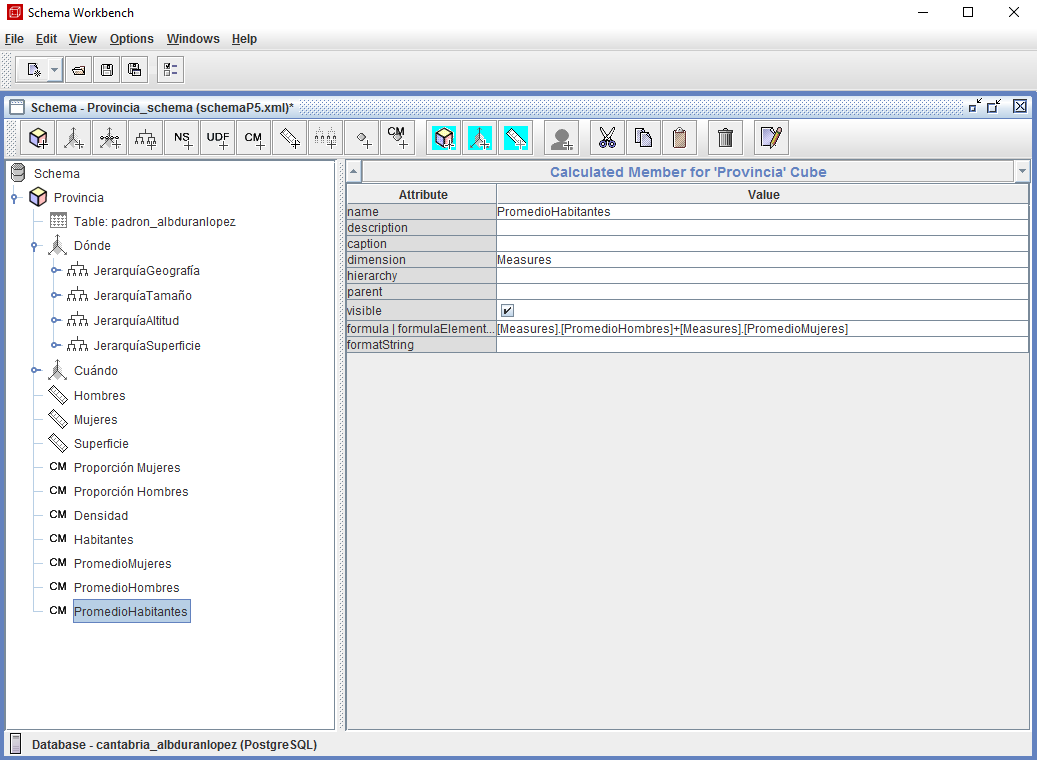 Schema Workbench
File Edit View Options Windows Help
Schema - Provincia_schema (schemaP5.xml)*
NS UDF CM CM
Schema
Provincia
Table: padron_albduranlopez
Dónde
JerarquíaGeografía
JerarquíaTamaño
JerarquíaAltitud
JerarquíaSuperficie
Cuándo
Hombres
Mujeres
Superficie
CM Proporción Mujeres
CM Proporción Hombres
CM Densidad
CM Habitantes
CM PromedioMujeres
CM PromedioHombres
CM PromedioHabitantes
Calculated Member for 'Provincia' Cube
Attribute Value
name PromedioHabitantes
description
caption
dimension Measures
hierarchy
parent
visible
formula | formulaElement... [Measures].[PromedioHombres]+[Measures].[PromedioMujeres]
formatString
Database - cantabria_albduranlopez (PostgreSQL)